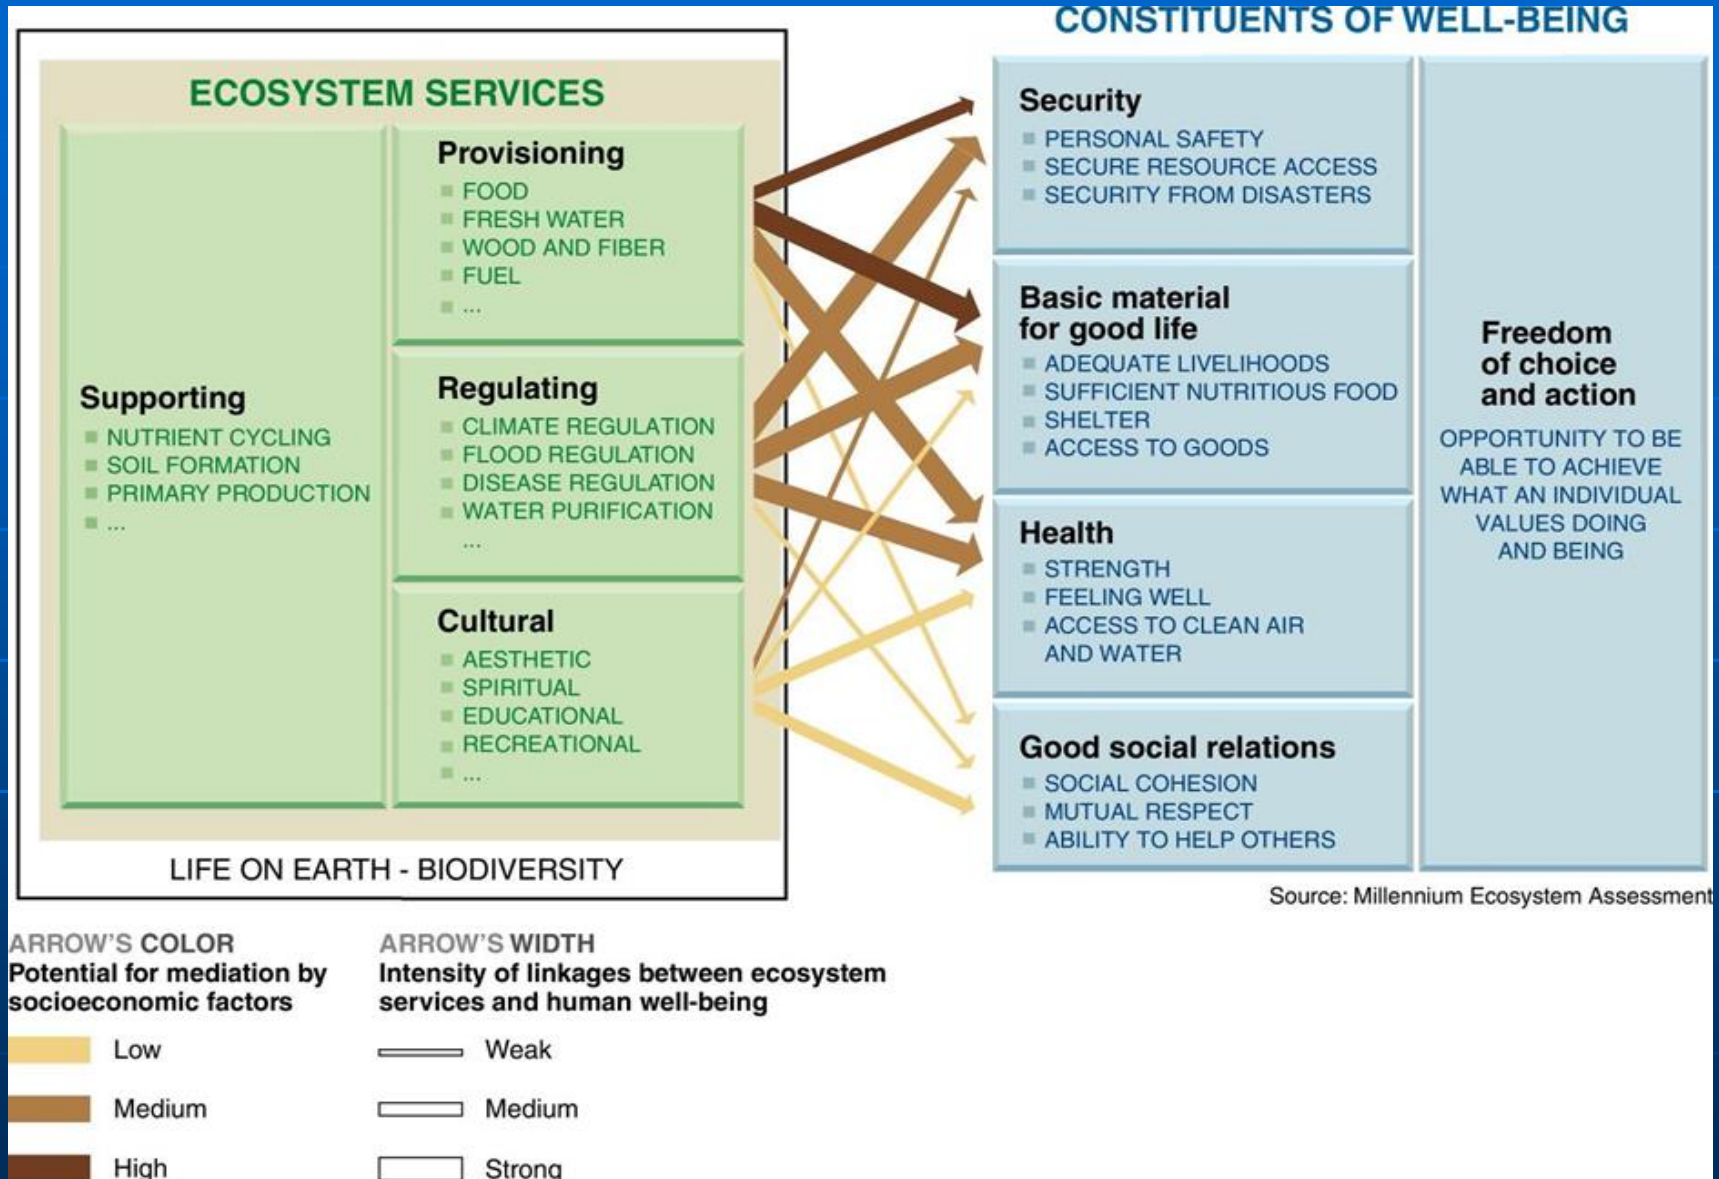 CONSTITUENTS OF WELL-BEING
ECOSYSTEM SERVICES
Supporting
NUTRIENT CYCLING
SOIL FORMATION
PRIMARY PRODUCTION
...
Provisioning
FOOD
FRESH WATER
WOOD AND FIBER
FUEL
...
Regulating
CLIMATE REGULATION
FLOOD REGULATION
DISEASE REGULATION
WATER PURIFICATION
...
Cultural
AESTHETIC
SPIRITUAL
EDUCATIONAL
RECREATIONAL
...
LIFE ON EARTH - BIODIVERSITY
Security
PERSONAL SAFETY
SECURE RESOURCE ACCESS
SECURITY FROM DISASTERS
Basic material
for good life
ADEQUATE LIVELIHOODS
SUFFICIENT NUTRITIOUS FOOD
SHELTER
ACCESS TO GOODS
Health
STRENGTH
FEELING WELL
ACCESS TO CLEAN AIR
AND WATER
Good social relations
SOCIAL COHESION
MUTUAL RESPECT
ABILITY TO HELP OTHERS
Freedom
of choice
and action
OPPORTUNITY TO BE
ABLE TO ACHIEVE
WHAT AN INDIVIDUAL
VALUES DOING
AND BEING
Source: Millennium Ecosystem Assessment
ARROW'S COLOR
Potential for mediation by
socioeconomic factors
Low
Medium
High
ARROW'S WIDTH
Intensity of linkages between ecosystem
services and human well-being
Weak
Medium
Strong